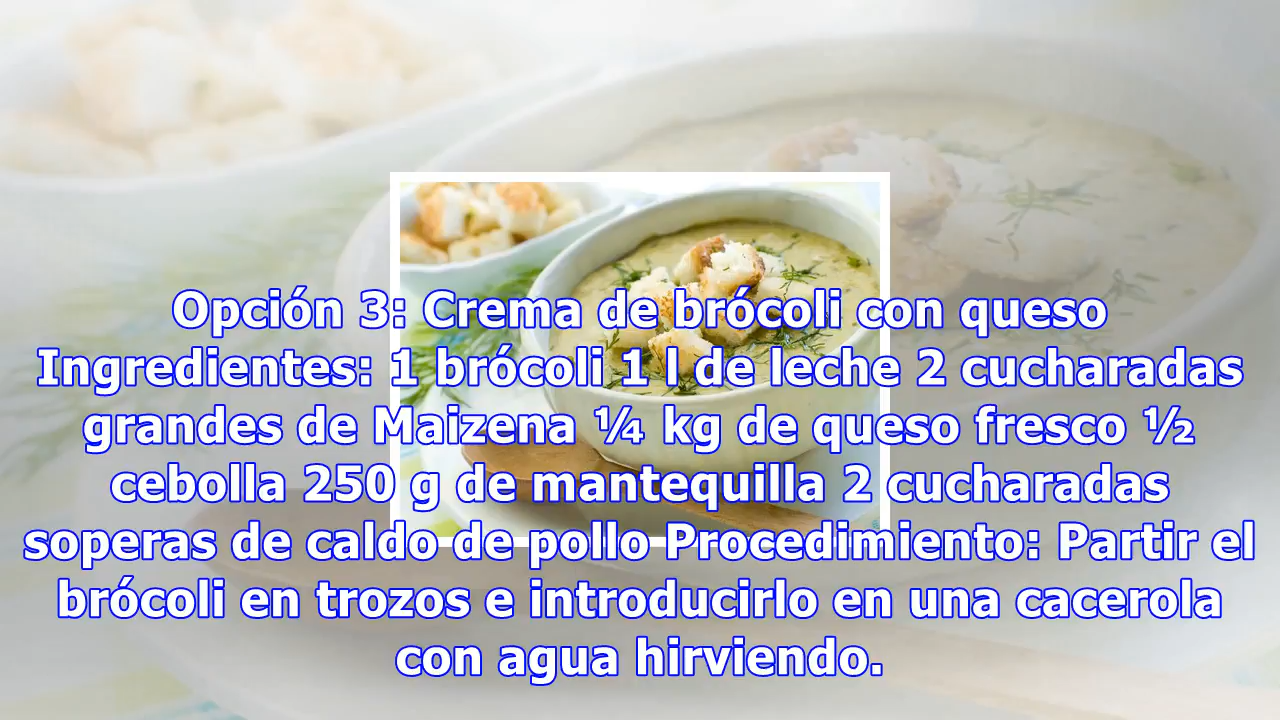 Opción 3: Crema de brócoli con queso
Ingredientes: 1 brócoli 1 l de leche 2 cucharadas
grandes de Maizena ¼ kg de queso fresco ½
cebolla 250 g de mantequilla 2 cucharadas
soperas de caldo de pollo Procedimiento: Partir el
brócoli en trozos e introducirlo en una cacerola
con agua hirviendo.